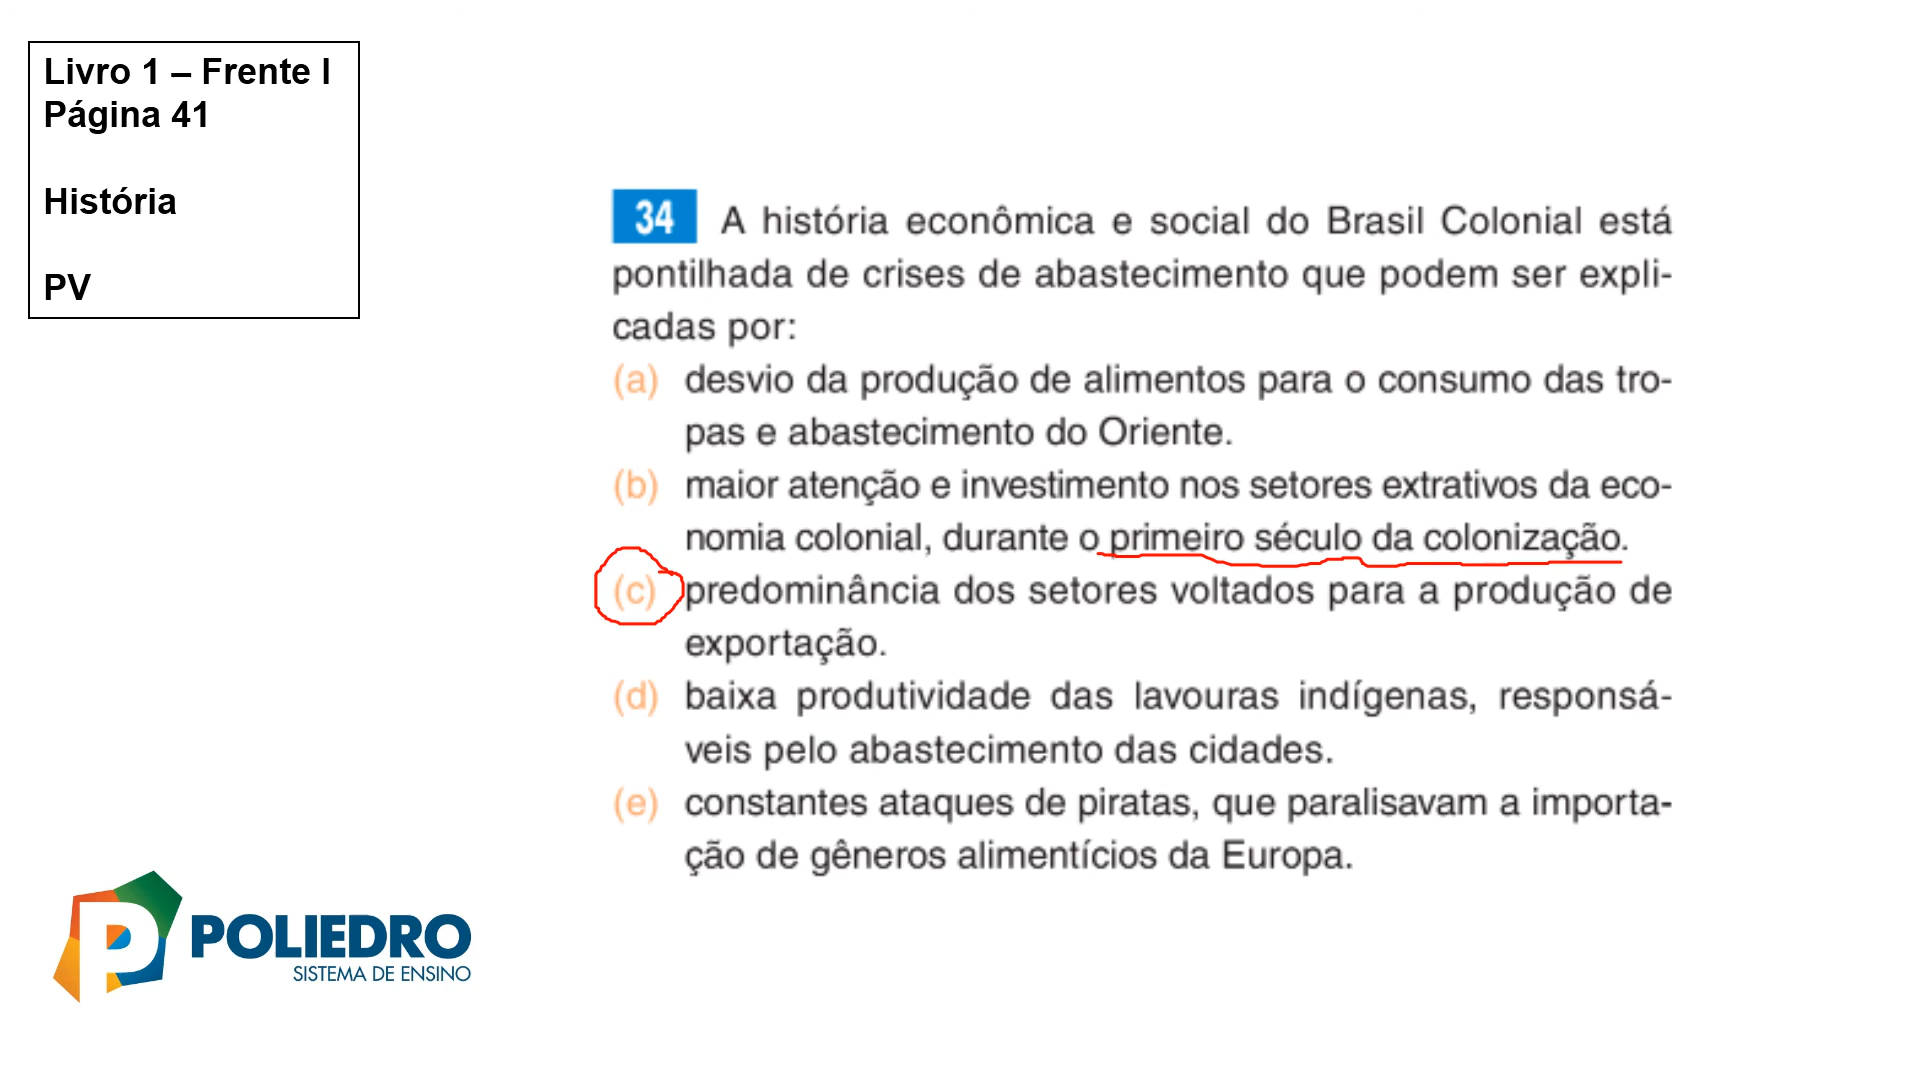 Livro 1 – Frente I
Página 41
História
PV
34 A história econômica e social do Brasil Colonial está
pontilhada de crises de abastecimento que podem ser expli-
cadas por:
(a) desvio da produção de alimentos para o consumo das tro-
pas e abastecimento do Oriente.
(b) maior atenção e investimento nos setores extrativos da eco-
nomia colonial, durante o primeiro século da colonização.
(c) predominância dos setores voltados para a produção de
exportação.
(d) baixa produtividade das lavouras indígenas, responsá-
veis pelo abastecimento das cidades.
(e) constantes ataques de piratas, que paralisavam a importa-
ção de gêneros alimentícios da Europa.
P POLIEDRO
SISTEMA DE ENSINO